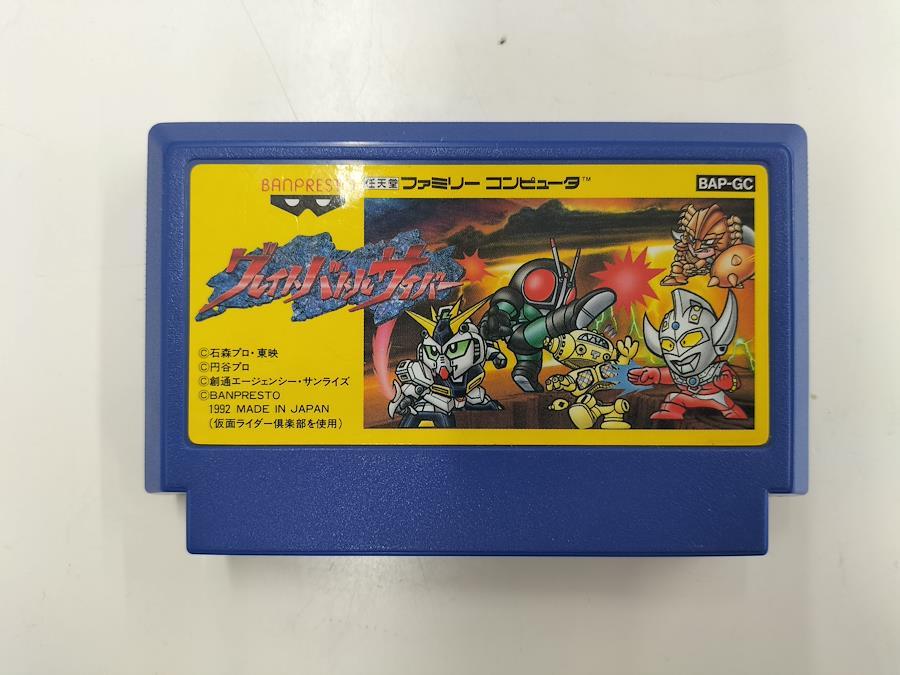 BANPRESTO 任天堂 ファミリー コンピュータ™ BAP-GC
グレイトバトルサイバー
©石森プロ・東映
©円谷プロ
©創通エージェンシー・サンライズ
©BANPRESTO
1992 MADE IN JAPAN
(仮面ライダー倶楽部を使用)